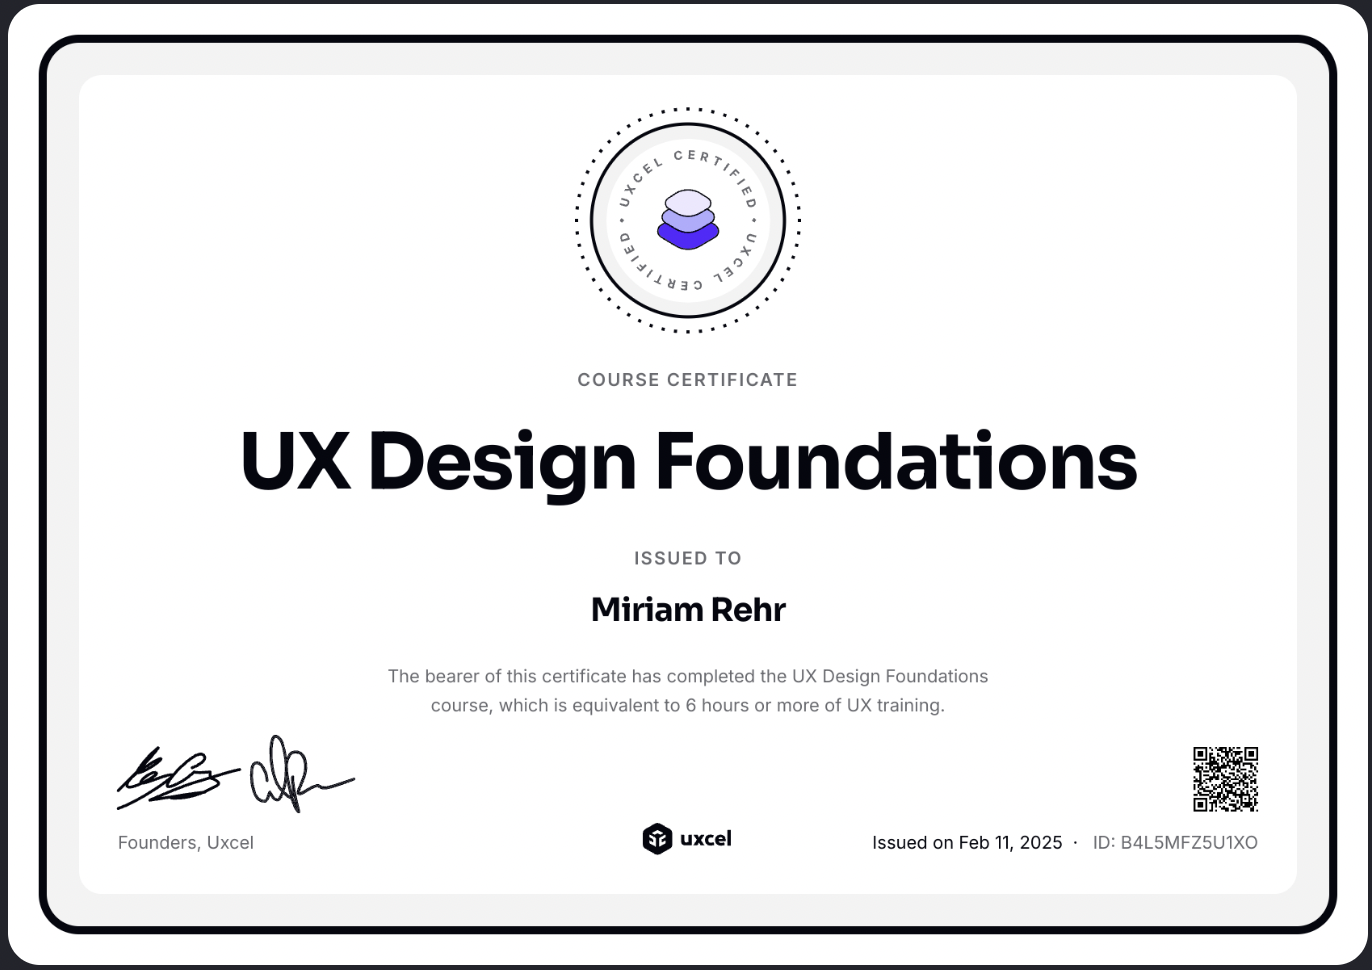 UXCEL CERTIFIED • UXCEL CERTIFIED •
COURSE CERTIFICATE
UX Design Foundations
ISSUED TO
Miriam Rehr
The bearer of this certificate has completed the UX Design Foundations
course, which is equivalent to 6 hours or more of UX training.
Founders, Uxcel
uxcel
Issued on Feb 11, 2025 · ID: B4L5MFZ5U1XO